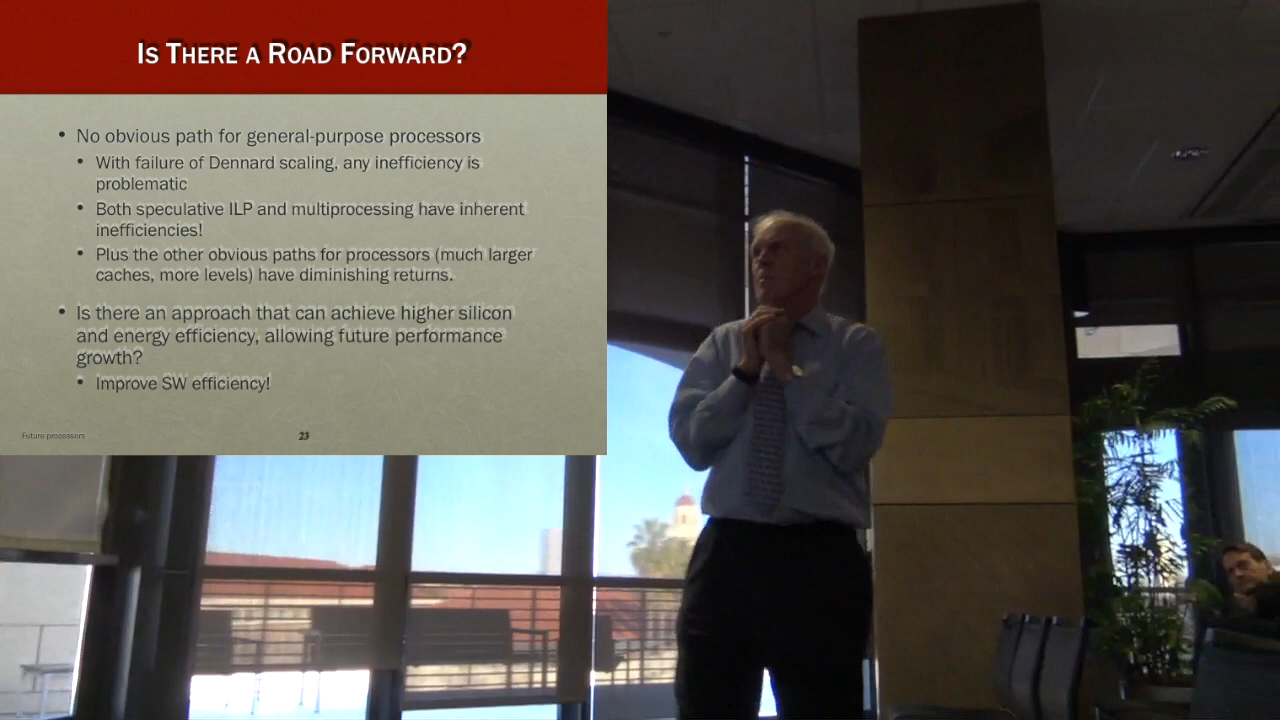 Is There a Road Forward?
• No obvious path for general-purpose processors
• With failure of Dennard scaling, any inefficiency is
problematic
• Both speculative ILP and multiprocessing have inherent
inefficiencies!
• Plus the other obvious paths for processors (much larger
caches, more levels) have diminishing returns.
• Is there an approach that can achieve higher silicon
and energy efficiency, allowing future performance
growth?
• Improve SW efficiency!
Future processors
23